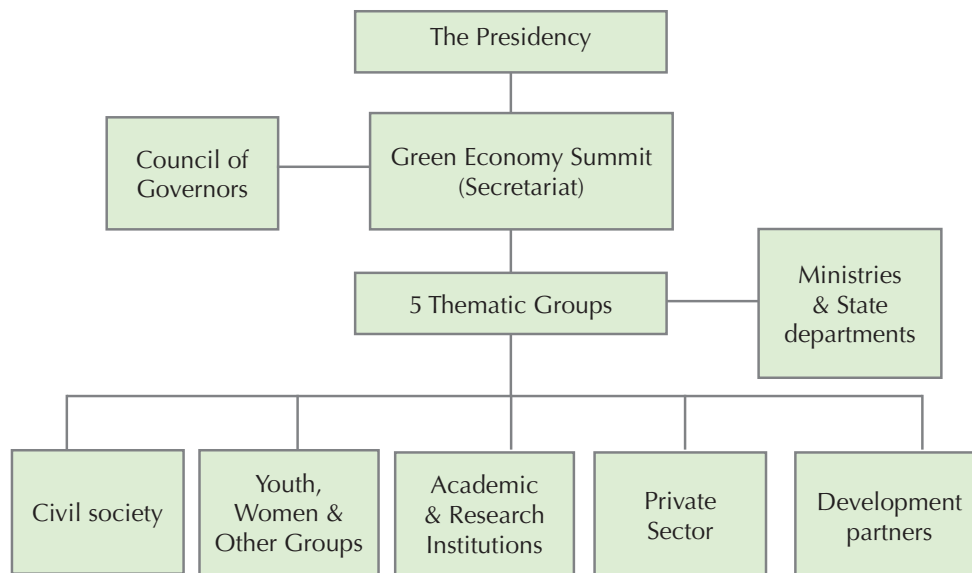 The Presidency
Council of
Governors
Green Economy Summit
(Secretariat)
5 Thematic Groups
Ministries
& State
departments
Civil society
Youth,
Women &
Other Groups
Academic
& Research
Institutions
Private
Sector
Development
partners